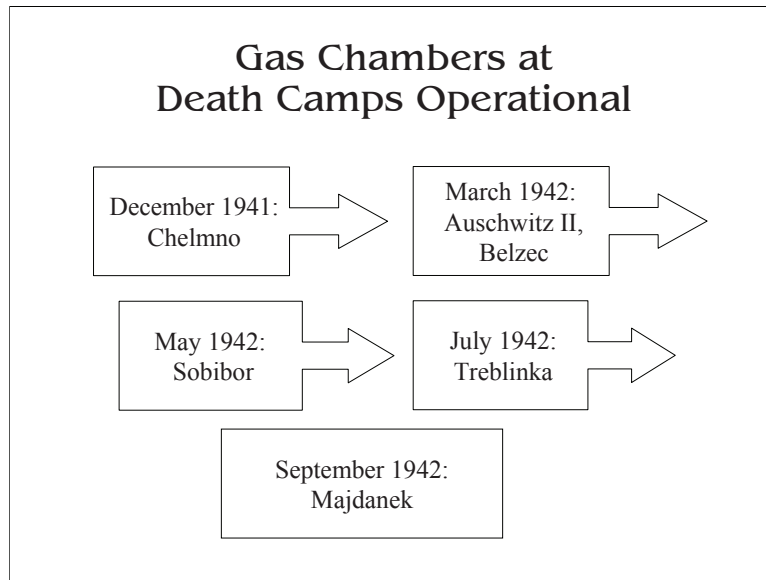 Gas Chambers at
Death Camps Operational
December 1941:
Chelmno
March 1942:
Auschwitz II,
Belzec
May 1942:
Sobibor
July 1942:
Treblinka
September 1942:
Majdanek